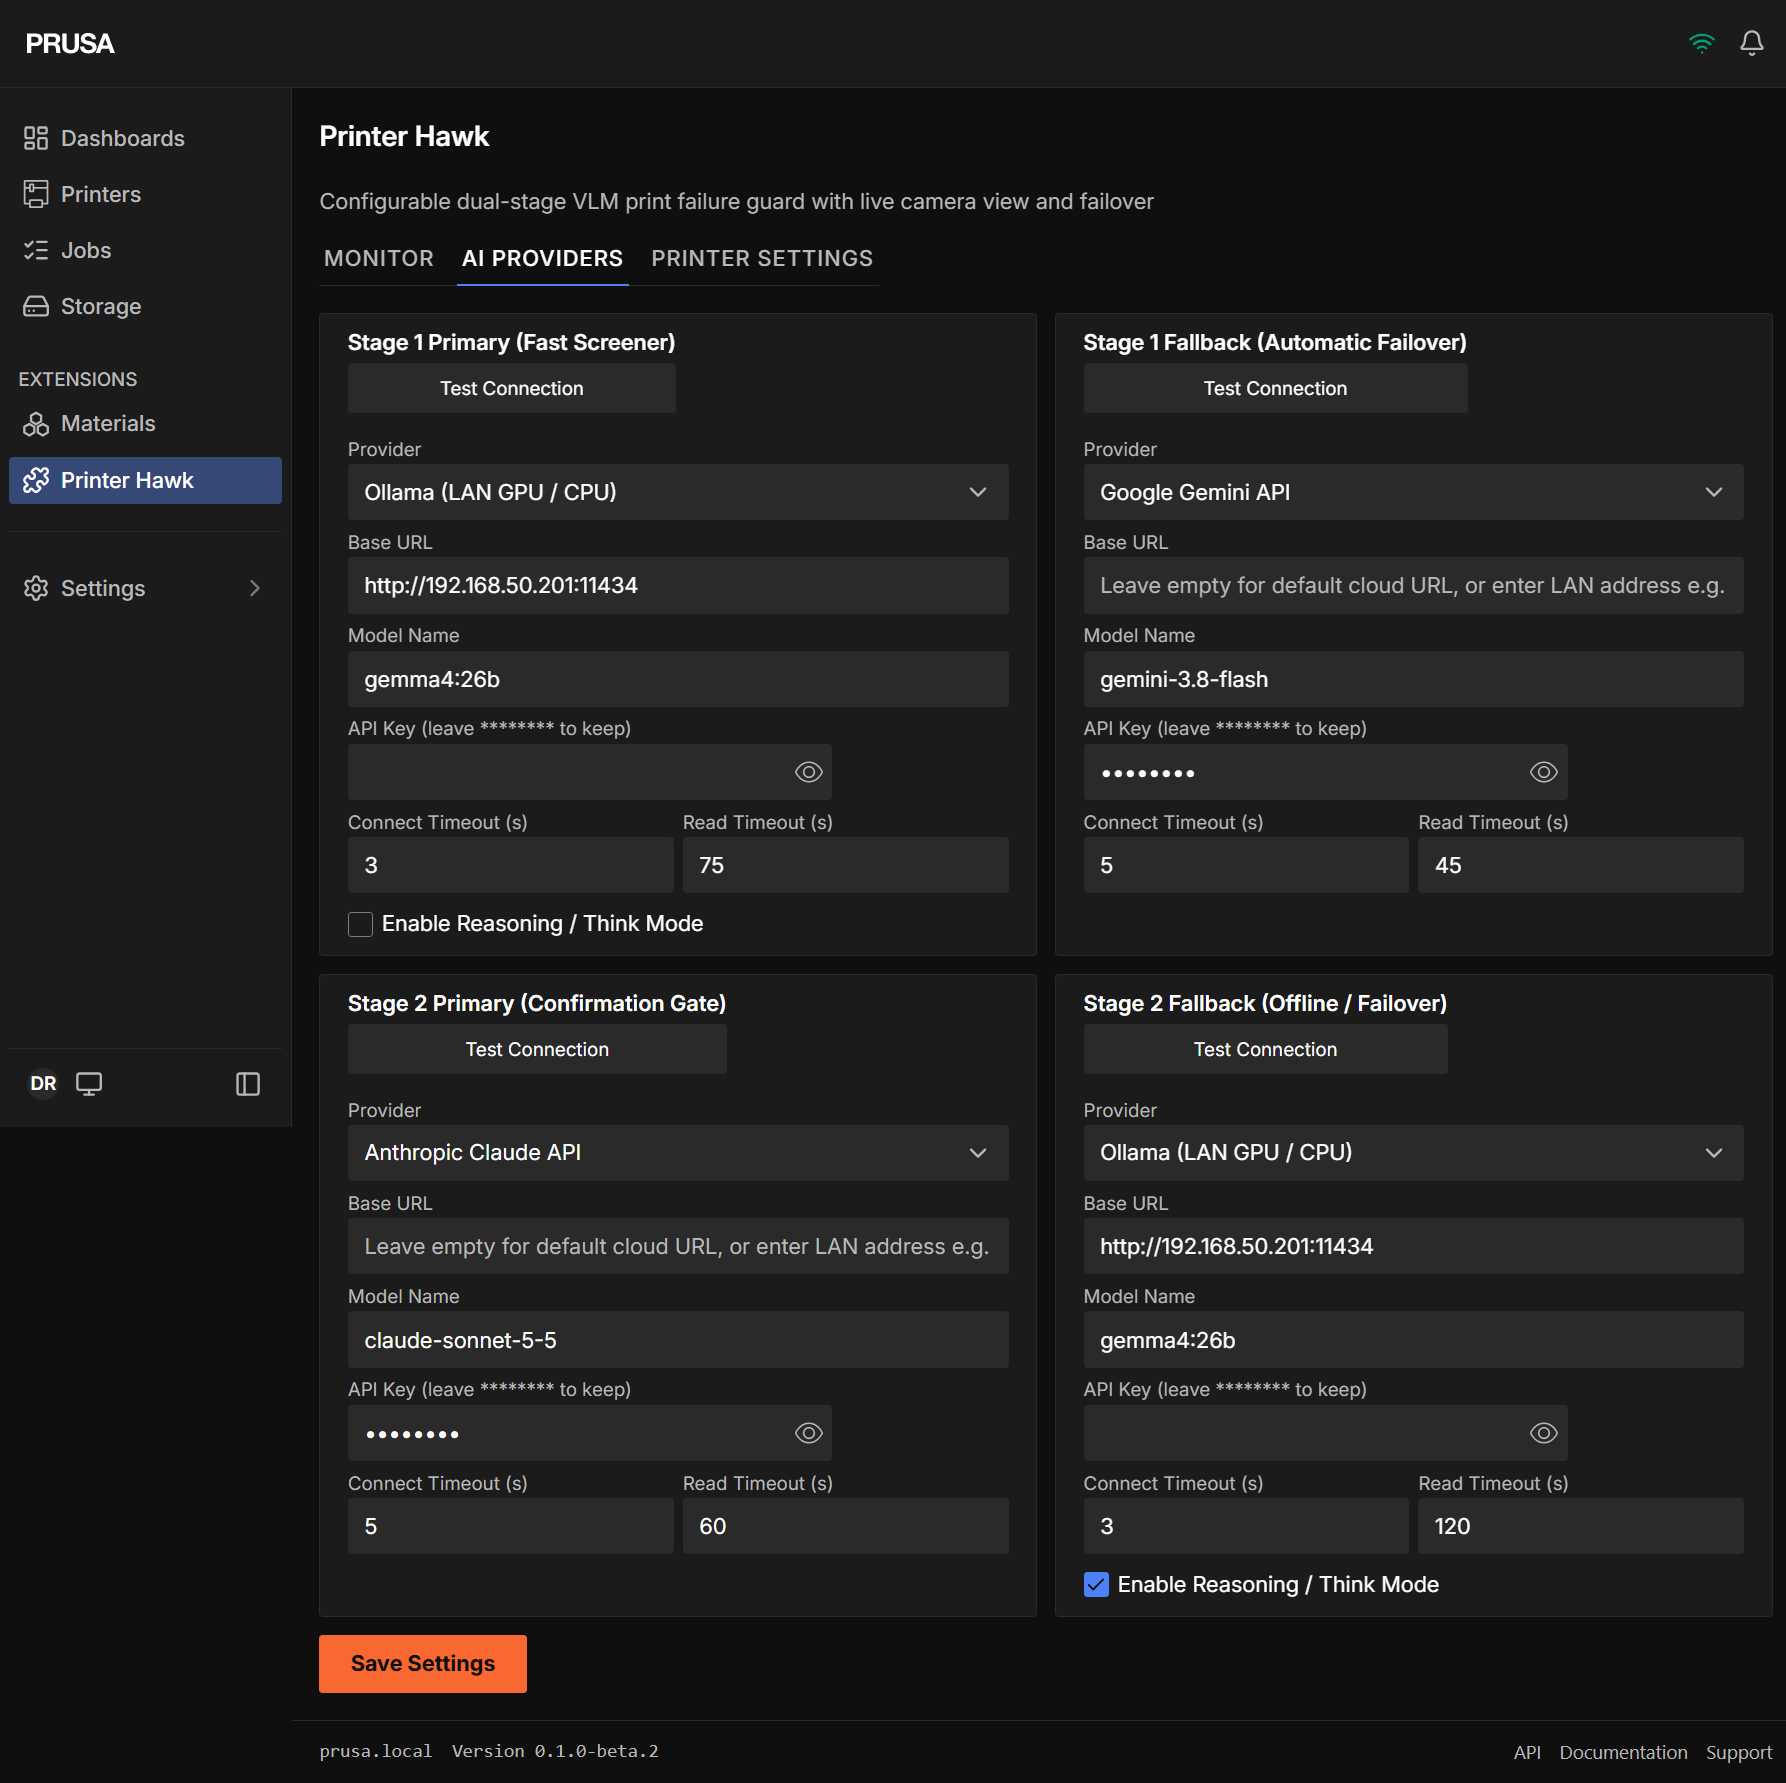 PRUSA
Dashboards
Printers
Jobs
Storage
EXTENSIONS
Materials
Printer Hawk
Settings
DR
Printer Hawk
Configurable dual-stage VLM print failure guard with live camera view and failover
MONITOR AI PROVIDERS PRINTER SETTINGS
Stage 1 Primary (Fast Screener)
Test Connection
Provider
Ollama (LAN GPU / CPU)
Base URL
http://192.168.50.201:11434
Model Name
gemma4:26b
API Key (leave ******** to keep)
Connect Timeout (s) Read Timeout (s)
3 75
Enable Reasoning / Think Mode
Stage 1 Fallback (Automatic Failover)
Test Connection
Provider
Google Gemini API
Base URL
Leave empty for default cloud URL, or enter LAN address e.g.
Model Name
gemini-3.8-flash
API Key (leave ******** to keep)
••••••••
Connect Timeout (s) Read Timeout (s)
5 45
Stage 2 Primary (Confirmation Gate)
Test Connection
Provider
Anthropic Claude API
Base URL
Leave empty for default cloud URL, or enter LAN address e.g.
Model Name
claude-sonnet-5-5
API Key (leave ******** to keep)
••••••••
Connect Timeout (s) Read Timeout (s)
5 60
Stage 2 Fallback (Offline / Failover)
Test Connection
Provider
Ollama (LAN GPU / CPU)
Base URL
http://192.168.50.201:11434
Model Name
gemma4:26b
API Key (leave ******** to keep)
Connect Timeout (s) Read Timeout (s)
3 120
Enable Reasoning / Think Mode
Save Settings
prusa.local Version 0.1.0-beta.2
API Documentation Support